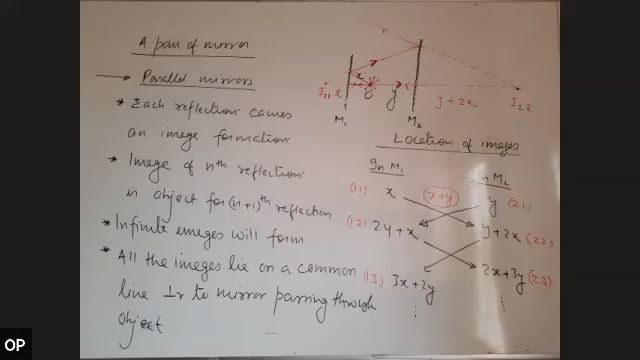 A pair of mirror
→ Parallel mirrors
* Each reflection causes
an image formation
* Image of nth reflection
is object for (n+1)th reflection
* Infinite images will form
* All the images lie on a common
line ⊥r to mirror passing through
object
I11 x x O y y+2x I22
M1 M2
Location of images
In M1 In M2
(11) x x+y y (21)
(12) 2y+x y+2x (22)
(13) 3x+2y 2x+3y (23)
OP